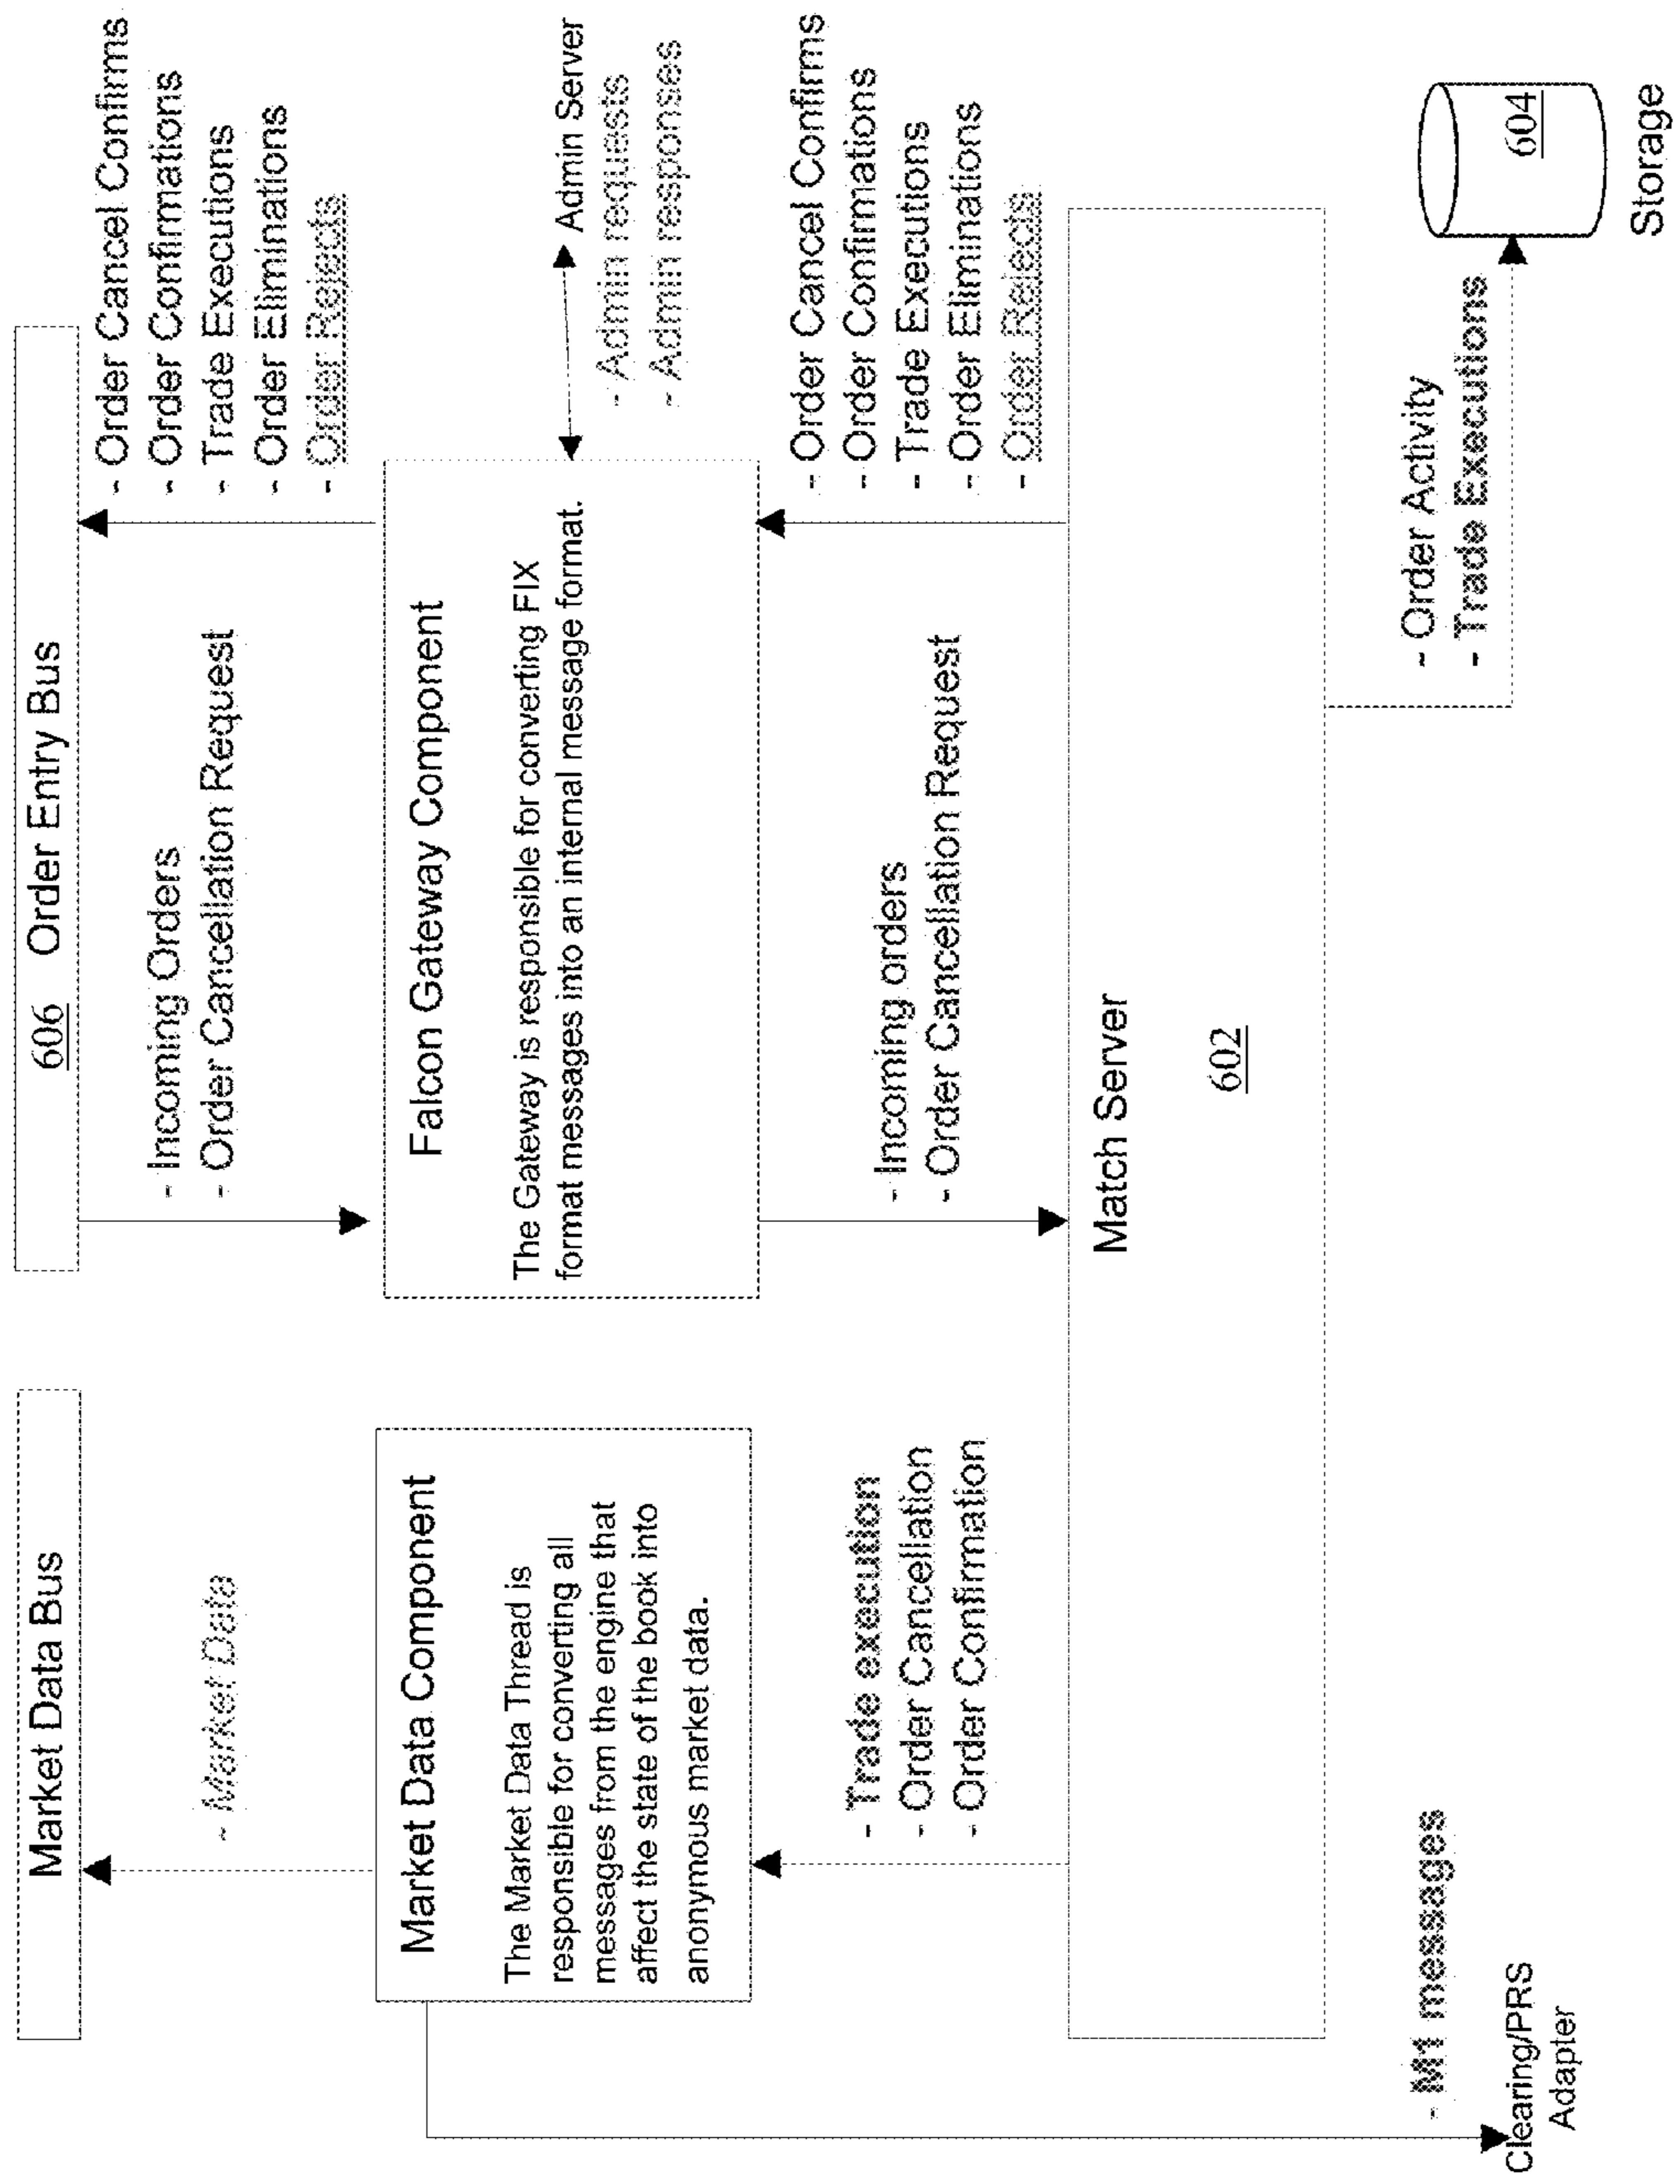 Market Data Bus
606 Order Entry Bus
- Market Data
- Incoming Orders
- Order Cancellation Request
- Order Cancel Confirms
- Order Confirmations
- Trade Executions
- Order Eliminations
- Order Rejects
Market Data Component
The Market Data Thread is
responsible for converting all
messages from the engine that
affect the state of the book into
anonymous market data.
Falcon Gateway Component
The Gateway is responsible for converting FIX
format messages into an internal message format.
Admin Server
- Admin requests
- Admin responses
- Trade execution
- Order Cancellation
- Order Confirmation
- Incoming orders
- Order Cancellation Request
- Order Cancel Confirms
- Order Confirmations
- Trade Executions
- Order Eliminations
- Order Rejects
Match Server
602
- M1 messages
Clearing/PRS
Adapter
- Order Activity
- Trade Executions
604
Storage